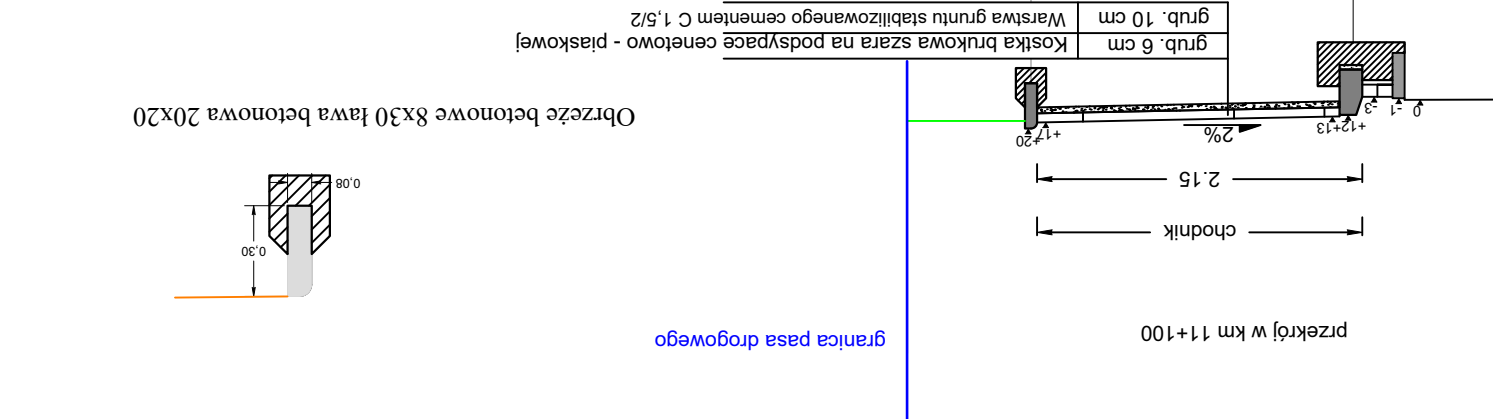 przekrój w km 11+100
granica pasa drogowego
chodnik
2.15
0
-1
-3
+12
+13
2%
+17
+20
grub. 6 cm Kostka brukowa szara na podsypace cenetowo - piaskowej
grub. 10 cm Warstwa gruntu stabilizowanego cementem C 1,5/2
0,30
0,08
Obrzeże betonowe 8x30 ława betonowa 20x20